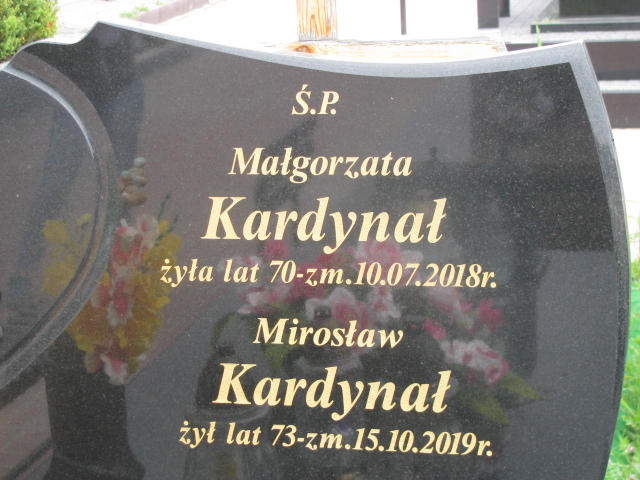 Ś.P.
Małgorzata
Kardynał
żyła lat 70-zm.10.07.2018r.
Mirosław
Kardynał
żył lat 73-zm.15.10.2019r.